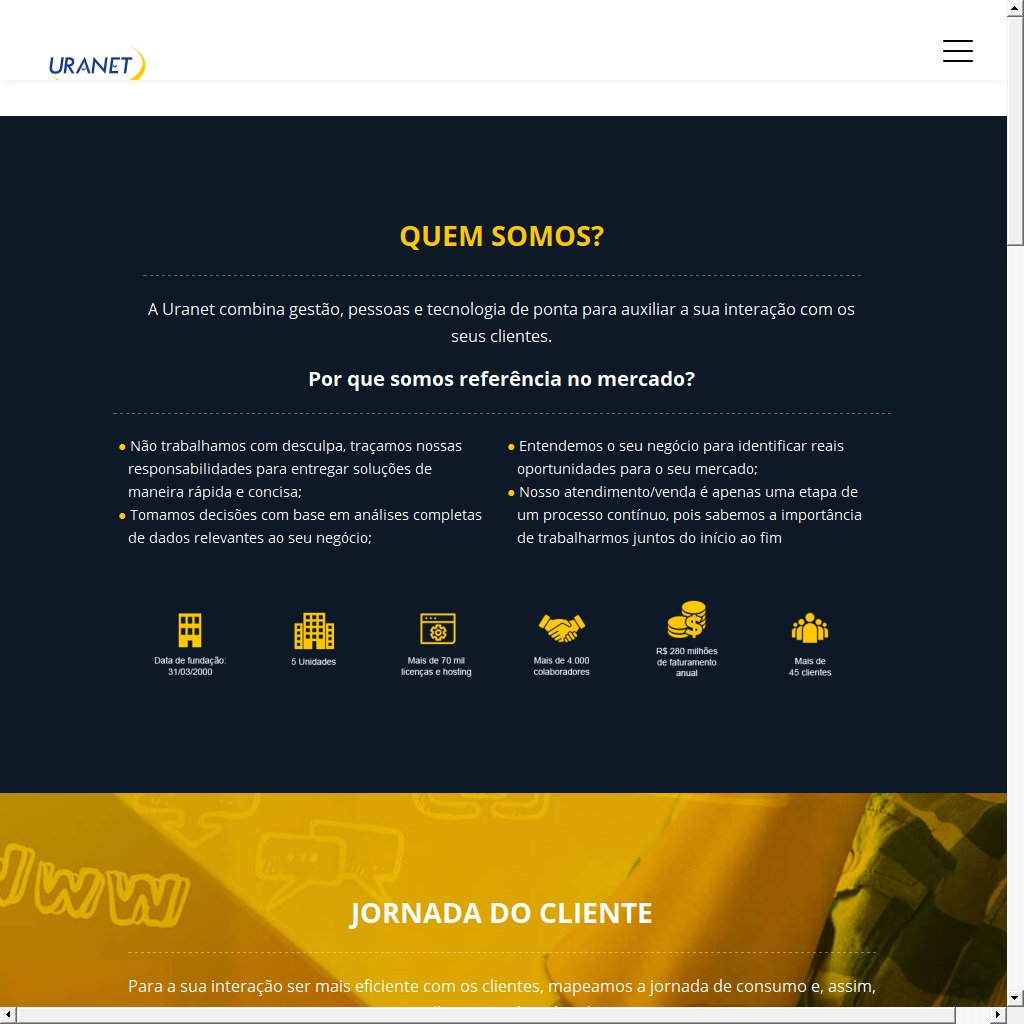 URANET
QUEM SOMOS?
A Uranet combina gestão, pessoas e tecnologia de ponta para auxiliar a sua interação com os
seus clientes.
Por que somos referência no mercado?
● Não trabalhamos com desculpa, traçamos nossas
responsabilidades para entregar soluções de
maneira rápida e concisa;
● Tomamos decisões com base em análises completas
de dados relevantes ao seu negócio;
● Entendemos o seu negócio para identificar reais
oportunidades para o seu mercado;
● Nosso atendimento/venda é apenas uma etapa de
um processo contínuo, pois sabemos a importância
de trabalharmos juntos do início ao fim
Data de fundação:
31/03/2000
5 Unidades
Mais de 70 mil
licenças e hosting
Mais de 4.000
colaboradores
R$ 280 milhões
de faturamento
anual
Mais de
45 clientes
WWW
JORNADA DO CLIENTE
Para a sua interação ser mais eficiente com os clientes, mapeamos a jornada de consumo e, assim,